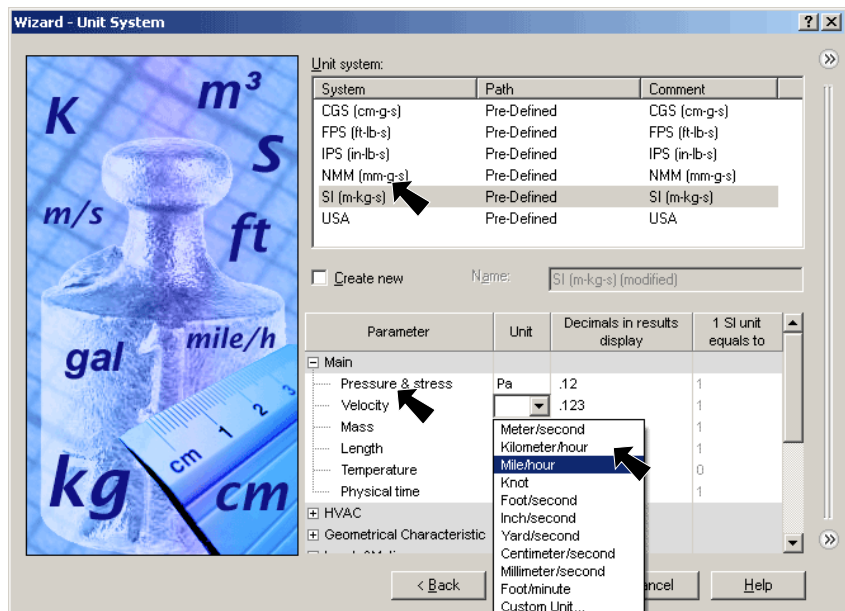 Wizard - Unit System
K
m³
S
m/s
ft
gal
mile/h
1 2 3
cm
kg
cm
Unit system:
System Path Comment
CGS (cm-g-s) Pre-Defined CGS (cm-g-s)
FPS (ft-lb-s) Pre-Defined FPS (ft-lb-s)
IPS (in-lb-s) Pre-Defined IPS (in-lb-s)
NMM (mm-g-s) Pre-Defined NMM (mm-g-s)
SI (m-kg-s) Pre-Defined SI (m-kg-s)
USA Pre-Defined USA
Create new Name: SI (m-kg-s) (modified)
Parameter Unit Decimals in results display 1 SI unit equals to
Main
Pressure & stress Pa .12 1
Velocity .123 1
Mass 1
Length 1
Temperature 0
Physical time 1
HVAC
Geometrical Characteristic
Meter/second
Kilometer/hour
Mile/hour
Knot
Foot/second
Inch/second
Yard/second
Centimeter/second
Millimeter/second
Foot/minute
Custom Unit...
< Back ancel Help